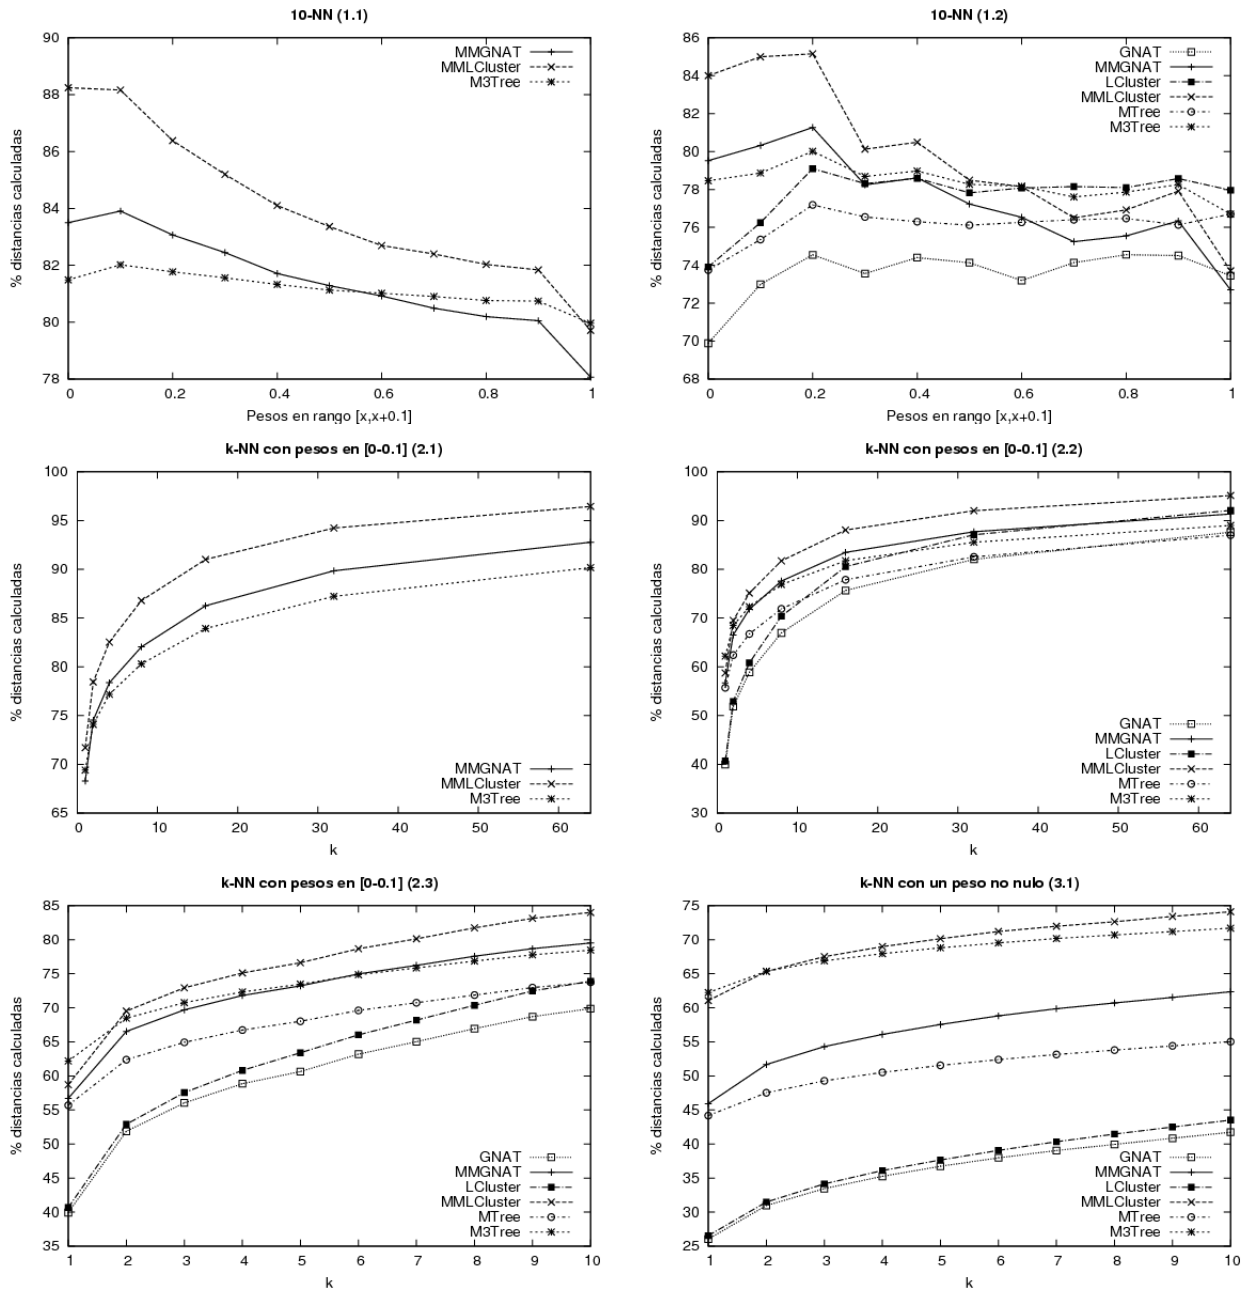 10-NN (1.1)
% distancias calculadas
90
88
86
84
82
80
78
MMGNAT
MMLCluster
M3Tree
0
0.2
0.4
0.6
0.8
1
Pesos en rango [x,x+0.1]
10-NN (1.2)
% distancias calculadas
86
84
82
80
78
76
74
72
70
68
GNAT
MMGNAT
LCluster
MMLCluster
MTree
M3Tree
0
0.2
0.4
0.6
0.8
1
Pesos en rango [x,x+0.1]
k-NN con pesos en [0-0.1] (2.1)
% distancias calculadas
100
95
90
85
80
75
70
65
MMGNAT
MMLCluster
M3Tree
0
10
20
30
40
50
60
k
k-NN con pesos en [0-0.1] (2.2)
% distancias calculadas
100
90
80
70
60
50
40
30
GNAT
MMGNAT
LCluster
MMLCluster
MTree
M3Tree
0
10
20
30
40
50
60
k
k-NN con pesos en [0-0.1] (2.3)
% distancias calculadas
85
80
75
70
65
60
55
50
45
40
35
GNAT
MMGNAT
LCluster
MMLCluster
MTree
M3Tree
1
2
3
4
5
6
7
8
9
10
k
k-NN con un peso no nulo (3.1)
% distancias calculadas
75
70
65
60
55
50
45
40
35
30
25
GNAT
MMGNAT
LCluster
MMLCluster
MTree
M3Tree
1
2
3
4
5
6
7
8
9
10
k